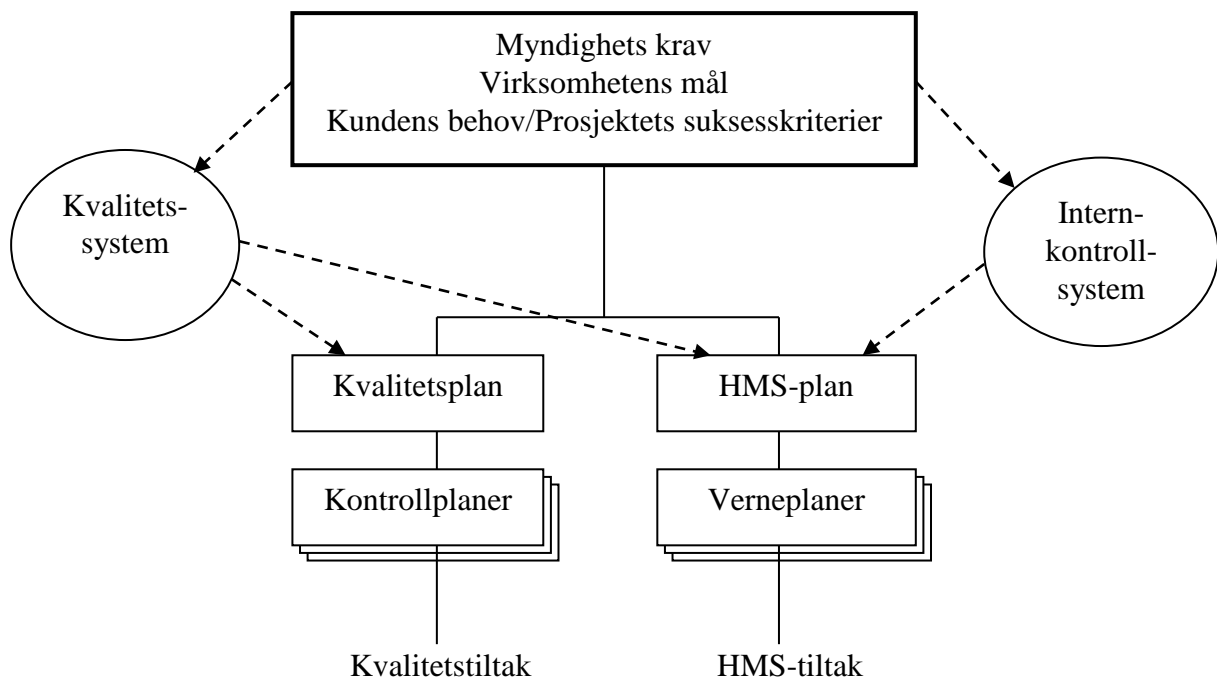 Myndighets krav
Virksomhetens mål
Kundens behov/Prosjektets suksesskriterier
Kvalitets-
system
Intern-
kontroll-
system
Kvalitetsplan
HMS-plan
Kontrollplaner
Verneplaner
Kvalitetstiltak
HMS-tiltak